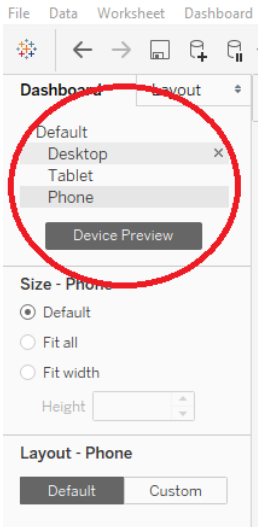 File Data Worksheet Dashboard
Dashboard Layout
Default
Desktop ×
Tablet
Phone
Device Preview
Size - Phone
Default
Fit all
Fit width
Height
Layout - Phone
Default Custom